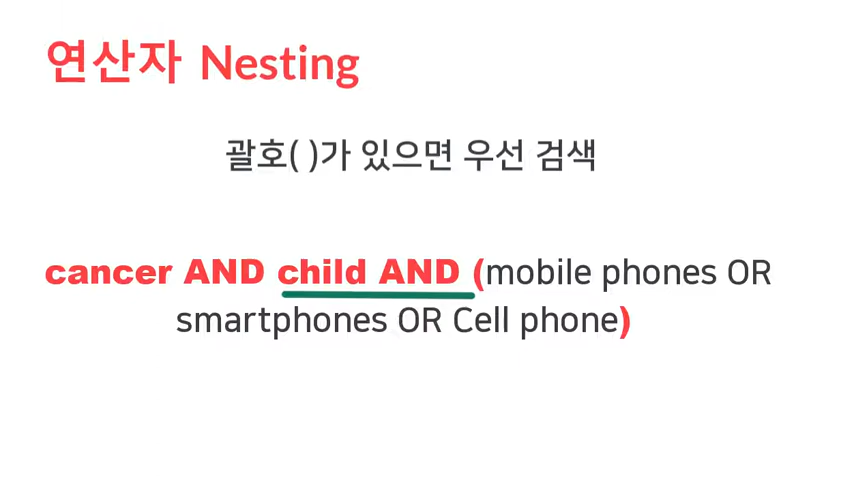 연산자 Nesting
괄호( )가 있으면 우선 검색
cancer AND child AND (mobile phones OR
smartphones OR Cell phone)